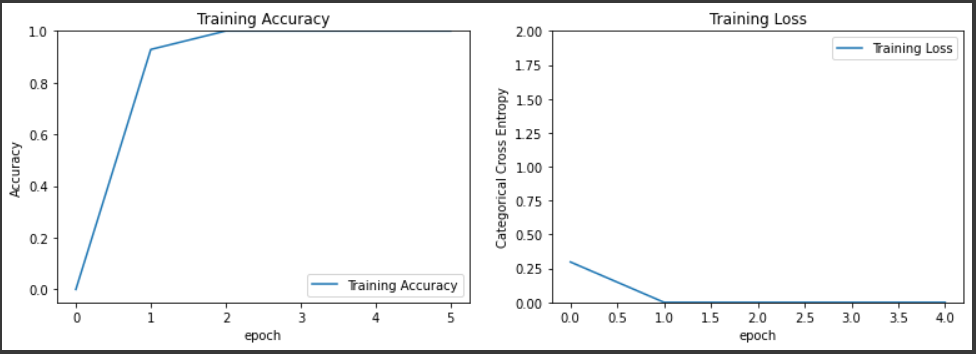 Training Accuracy
1.0
0.8
0.6
0.4
0.2
0.0
Accuracy
Training Accuracy
0 1 2 3 4 5
epoch
Training Loss
2.00
1.75
1.50
1.25
1.00
0.75
0.50
0.25
0.00
Categorical Cross Entropy
Training Loss
0.0 0.5 1.0 1.5 2.0 2.5 3.0 3.5 4.0
epoch